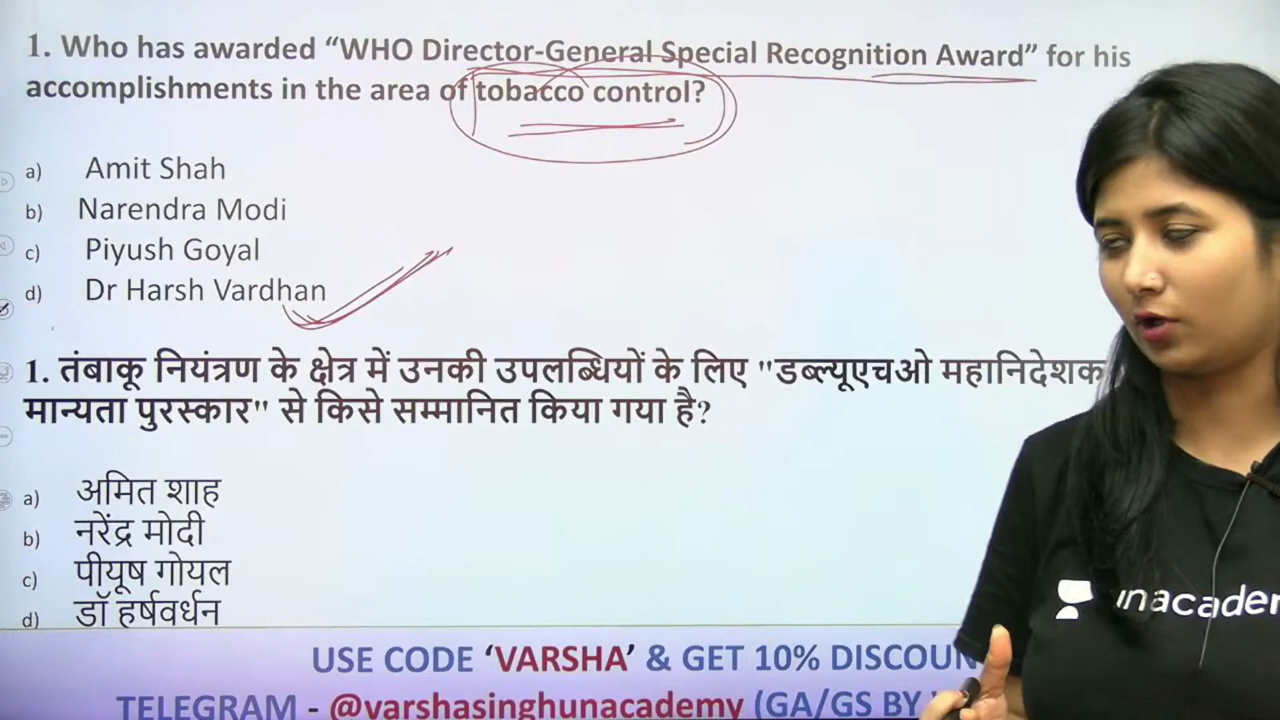 1. Who has awarded “WHO Director-General Special Recognition Award” for his
accomplishments in the area of tobacco control?
a) Amit Shah
b) Narendra Modi
c) Piyush Goyal
d) Dr Harsh Vardhan
1. तंबाकू नियंत्रण के क्षेत्र में उनकी उपलब्धियों के लिए "डब्ल्यूएचओ महानिदेशक
मान्यता पुरस्कार" से किसे सम्मानित किया गया है?
a) अमित शाह
b) नरेंद्र मोदी
c) पीयूष गोयल
d) डॉ हर्षवर्धन
unacadem
USE CODE ‘VARSHA’ & GET 10% DISCOUN
TELEGRAM - @varshasinghunacademy (GA/GS BY